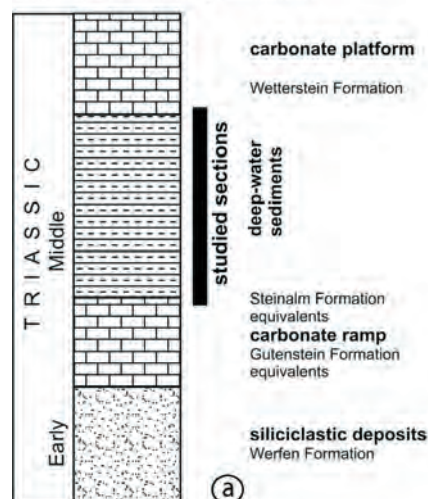 TRIASSIC
Middle
Early
studied sections
deep-water
sediments
carbonate platform
Wetterstein Formation
Steinalm Formation
equivalents
carbonate ramp
Gutenstein Formation
equivalents
siliciclastic deposits
Werfen Formation
a